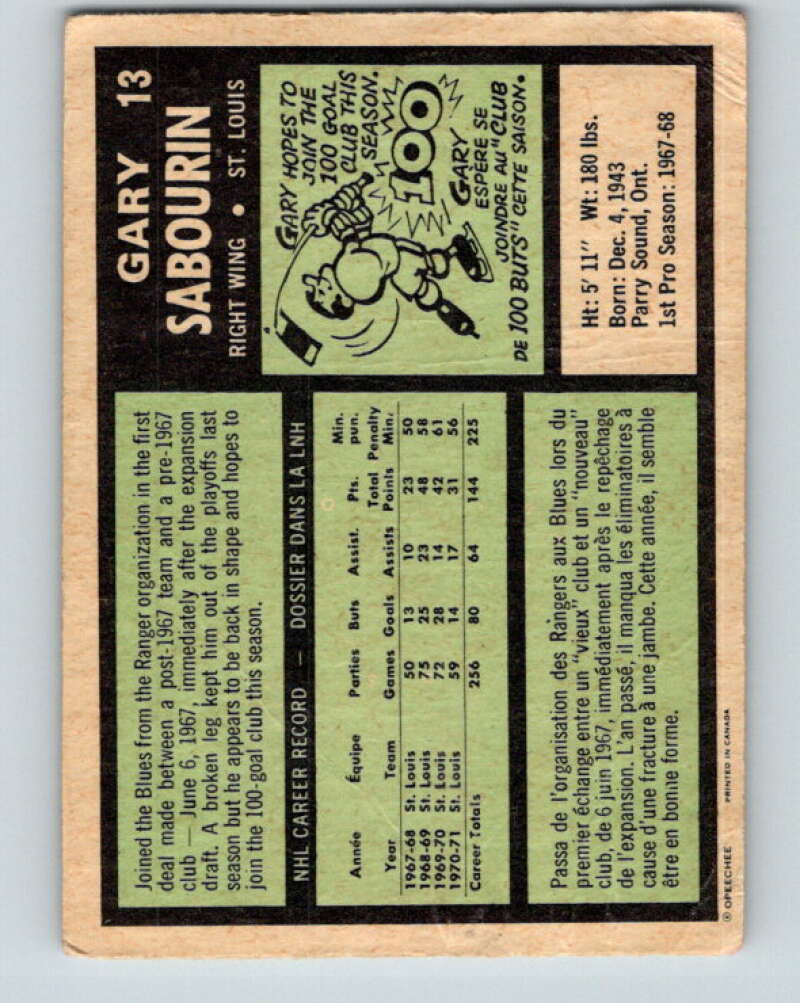 GARY 13
SABOURIN
RIGHT WING • ST. LOUIS
GARY HOPES TO
JOIN THE
100 GOAL
CLUB THIS
SEASON.
100
GARY
ESPÈRE SE
JOINDRE AU "CLUB
DE 100 BUTS" CETTE SAISON.
Ht: 5' 11" Wt: 180 lbs.
Born: Dec. 4, 1943
Parry Sound, Ont.
1st Pro Season: 1967-68
Joined the Blues from the Ranger organization in the first
deal made between a post-1967 team and a pre-1967
club — June 6, 1967, immediately after the expansion
draft. A broken leg kept him out of the playoffs last
season but he appears to be back in shape and hopes to
join the 100-goal club this season.
NHL CAREER RECORD — DOSSIER DANS LA LNH
Min.
Pts. pun.
Année Équipe Parties Buts Assist. Total Penalty
Year Team Games Goals Assists Points Min.
1967-68 St. Louis 50 13 10 23 50
1968-69 St. Louis 75 25 23 48 58
1969-70 St. Louis 72 28 14 42 61
1970-71 St. Louis 59 14 17 31 56
Career Totals 256 80 64 144 225
Passa de l'organisation des Rangers aux Blues lors du
premier échange entre un "vieux" club et un "nouveau"
club, de 6 juin 1967, immédiatement après le repêchage
de l'expansion. L'an passé, il manqua les éliminatoires à
cause d'une fracture à une jambe. Cette année, il semble
être en bonne forme.
© OPEECHEE PRINTED IN CANADA